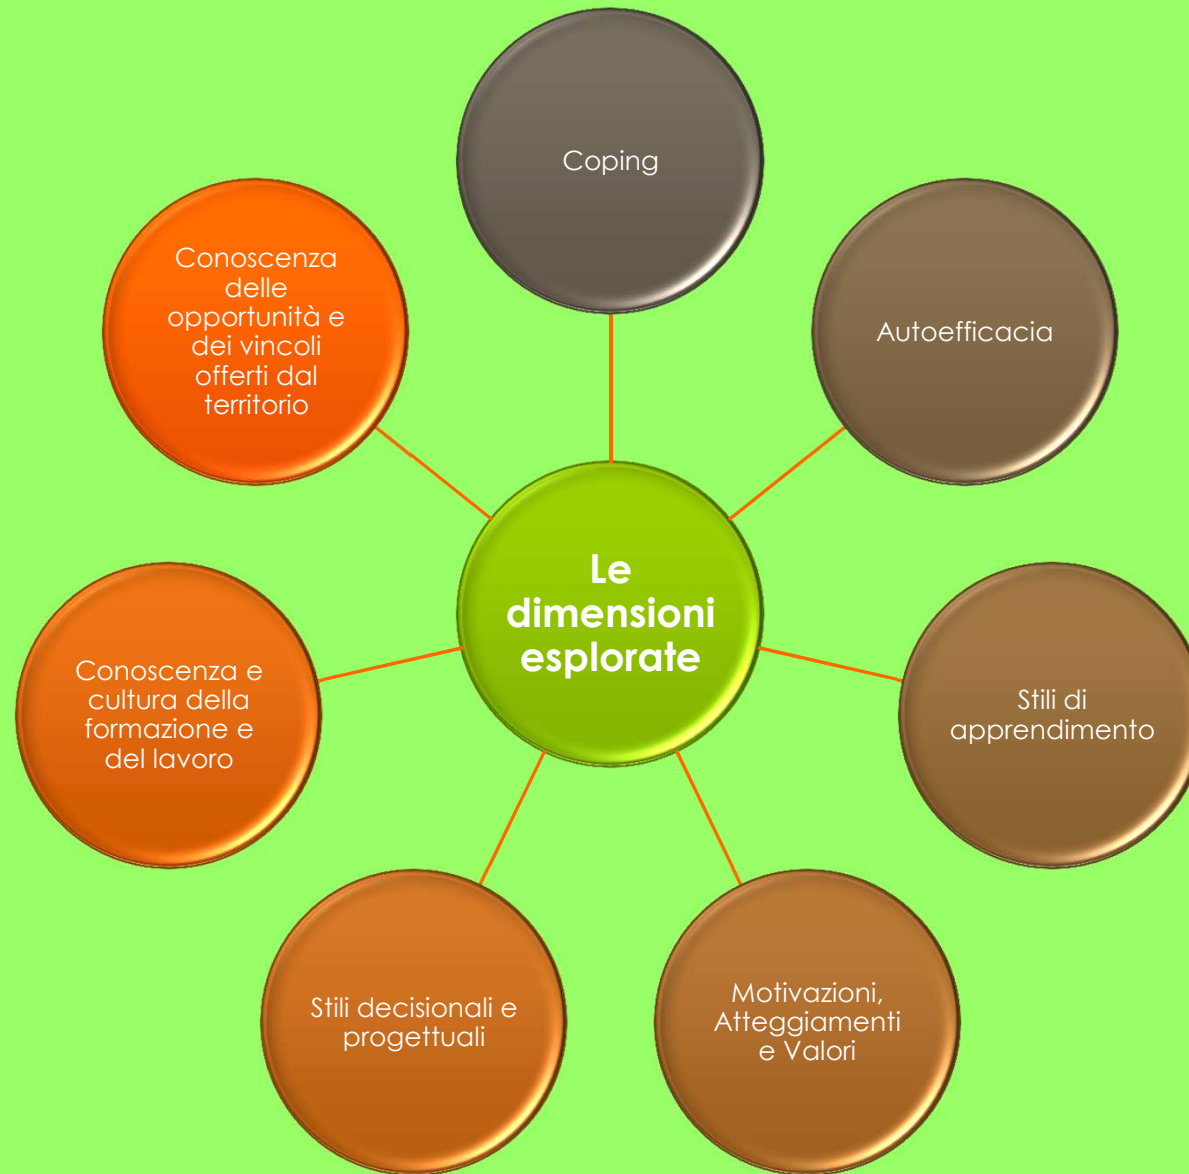 Coping
Autoefficacia
Stili di
apprendimento
Motivazioni,
Atteggiamenti
e Valori
Stili decisionali e
progettuali
Conoscenza e
cultura della
formazione e
del lavoro
Conoscenza
delle
opportunità e
dei vincoli
offerti dal
territorio
Le
dimensioni
esplorate